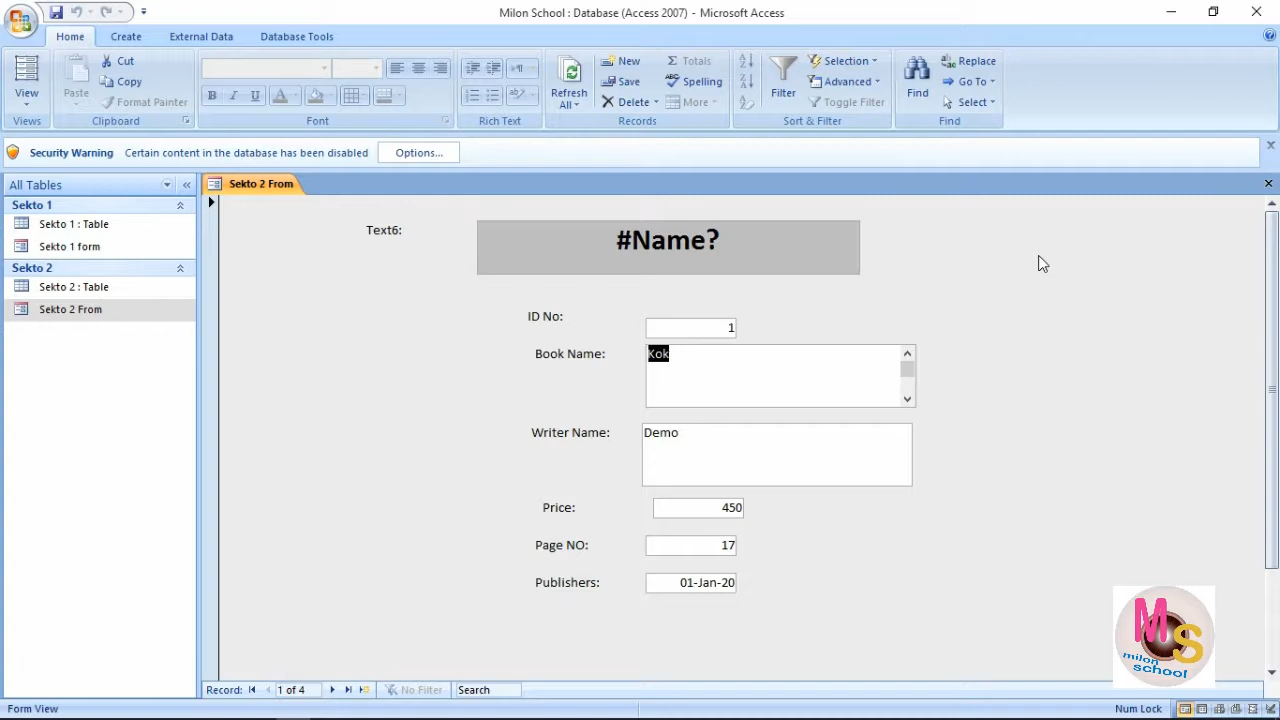 Milon School : Database (Access 2007) - Microsoft Access
Home Create External Data Database Tools
View
Views
Paste
Cut
Copy
Format Painter
Clipboard
B I U A
Font
Rich Text
Refresh All
New
Save
Delete
Totals
Spelling
More
Records
Filter
Selection
Advanced
Toggle Filter
Sort & Filter
Find
Replace
Go To
Select
Find
Security Warning Certain content in the database has been disabled Options...
All Tables
Sekto 1
Sekto 1 : Table
Sekto 1 form
Sekto 2
Sekto 2 : Table
Sekto 2 From
Sekto 2 From
Text6: #Name?
ID No: 1
Book Name: Kok
Writer Name: Demo
Price: 450
Page NO: 17
Publishers: 01-Jan-20
MS
milon
school
Record: 1 of 4 No Filter Search
Form View Num Lock